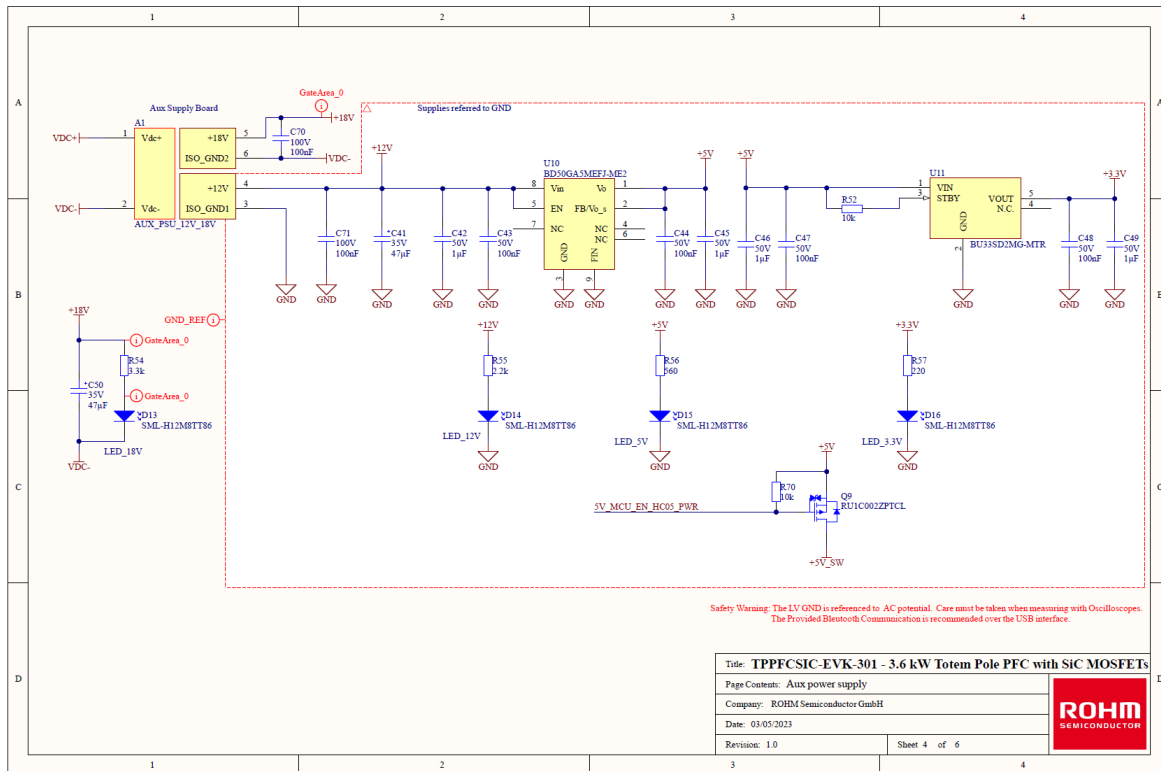 1 2 3 4
A A
Aux Supply Board
GateArea_0
Supplies referred to GND
+18V
A1
VDC+ 1 Vdc+
+18V 5
C70
100V
100nF
ISO_GND2 6
VDC-
+12V
+12V 4
VDC- 2 Vdc-
ISO_GND1 3
AUX_PSU_12V_18V
C71
100V
100nF
+C41
35V
47µF
C42
50V
1µF
C43
50V
100nF
U10
BD50GA5MEFJ-ME2
8 Vin Vo 1
5 EN FB/Vo_s 2
7 NC NC 4
NC 6
GND FIN
3 9
+5V
C44
50V
100nF
C45
50V
1µF
+5V
C46
50V
1µF
C47
50V
100nF
R52
10k
U11
1 VIN
3 STBY
VOUT 5
N.C. 4
GND
2
BU33SD2MG-MTR
+3.3V
C48
50V
100nF
C49
50V
1µF
GND GND GND GND GND GND GND GND GND GND GND GND GND GND
B
+18V
GND_REF
GateArea_0
R54
3.3k
+C50
35V
47µF
GateArea_0
D13
SML-H12M8TT86
LED_18V
VDC-
+12V
R55
2.2k
D14
SML-H12M8TT86
LED_12V
GND
+5V
R56
560
D15
SML-H12M8TT86
LED_5V
GND
+3.3V
R57
220
D16
SML-H12M8TT86
LED_3.3V
GND
C
+5V
R70
10k
5V_MCU_EN_HC05_PWR
Q9
RU1C002ZPTCL
+5V_SW
Safety Warning: The LV GND is referenced to AC potential. Care must be taken when measuring with Oscilloscopes.
The Provided Bleutooth Communication is recommended over the USB interface.
D
Title: TPPFCSIC-EVK-301 - 3.6 kW Totem Pole PFC with SiC MOSFETs
Page Contents: Aux power supply
Company: ROHM Semiconductor GmbH
Date: 03/05/2023
Revision: 1.0 Sheet 4 of 6
ROHM
SEMICONDUCTOR
1 2 3 4